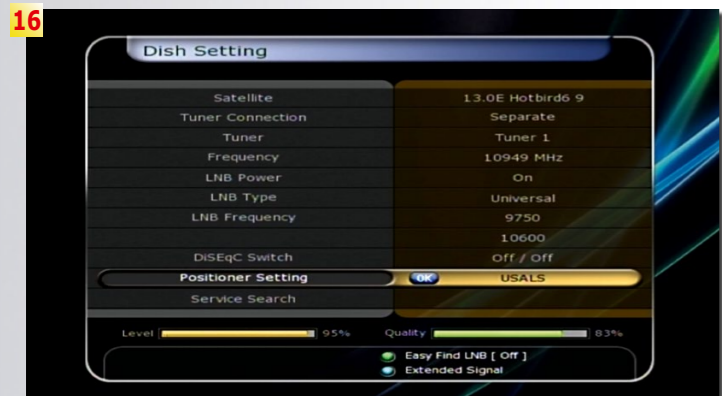 16
Dish Setting
Satellite 13.0E Hotbird6 9
Tuner Connection Separate
Tuner Tuner 1
Frequency 10949 MHz
LNB Power On
LNB Type Universal
LNB Frequency 9750
10600
DiSEqC Switch Off / Off
Positioner Setting OK USALS
Service Search
Level 95% Quality 83%
Easy Find LNB [ Off ]
Extended Signal